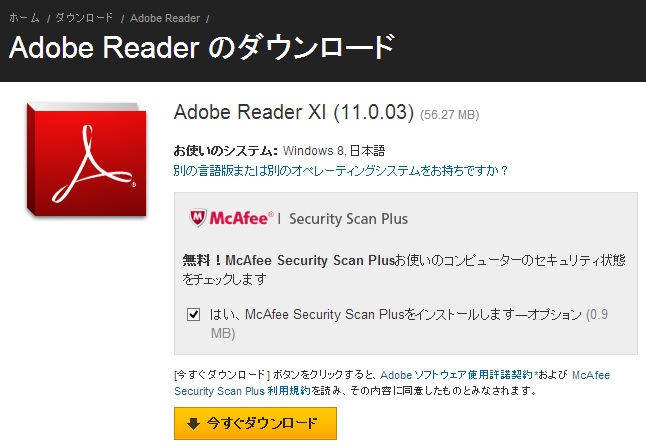 ホーム / ダウンロード / Adobe Reader /
Adobe Reader のダウンロード
Adobe Reader XI (11.0.03) (56.27 MB)
お使いのシステム: Windows 8, 日本語
別の言語版または別のオペレーティングシステムをお持ちですか？
McAfee® | Security Scan Plus
無料！McAfee Security Scan Plusお使いのコンピューターのセキュリティ状態
をチェックします
はい、McAfee Security Scan Plusをインストールします—オプション (0.9
MB)
[今すぐダウンロード] ボタンをクリックすると、Adobe ソフトウェア使用許諾契約*および McAfee
Security Scan Plus 利用規約を読み、その内容に同意したものとみなされます。
今すぐダウンロード